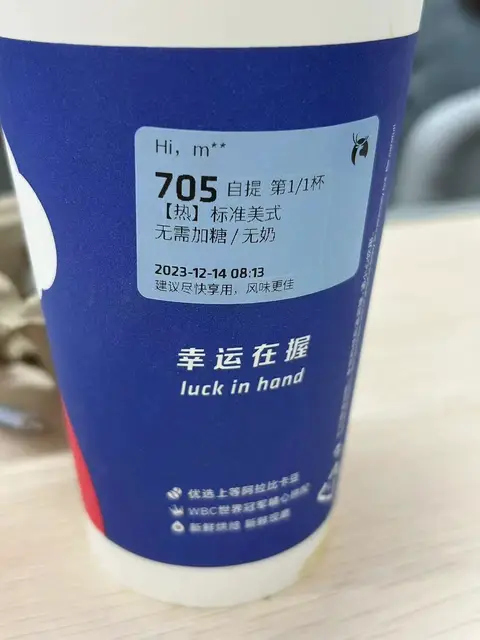 Hi，m**
705 自提 第1/1杯
【热】标准美式
无需加糖 / 无奶
2023-12-14 08:13
建议尽快享用，风味更佳
幸运在握
luck in hand
优选上等阿拉比卡豆
WBC世界冠军精心拼配
新鲜烘焙 新鲜